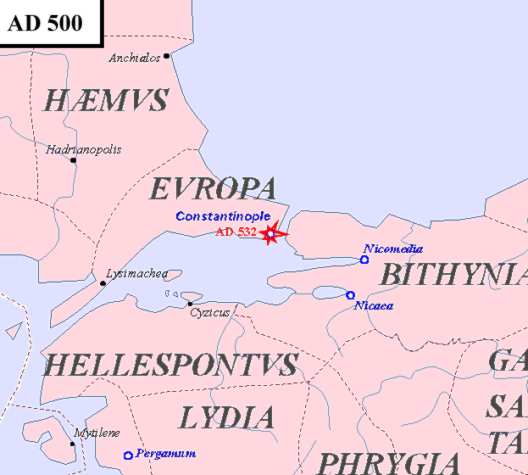 AD 500
Anchialos
HÆMVS
Hadrianopolis
EVROPA
Constantinople
AD 532
Nicomedia
BITHYNIA
Lysimachea
Nicaea
Cyzicus
HELLESPONTVS
GA
LYDIA
SA
Mytilene
TA
Pergamum
PHRYGIA